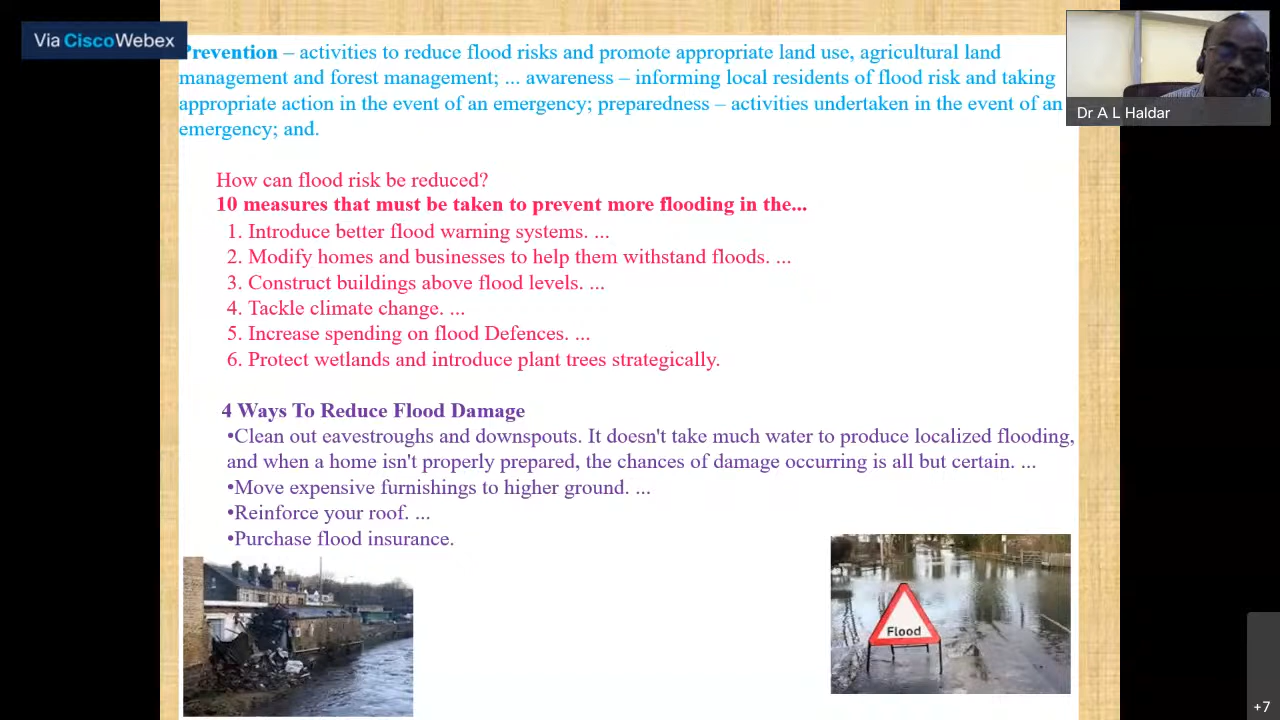 Via CiscoWebex
Prevention – activities to reduce flood risks and promote appropriate land use, agricultural land
management and forest management; ... awareness – informing local residents of flood risk and taking
appropriate action in the event of an emergency; preparedness – activities undertaken in the event of an
emergency; and.
Dr A L Haldar
How can flood risk be reduced?
10 measures that must be taken to prevent more flooding in the...
1. Introduce better flood warning systems. ...
2. Modify homes and businesses to help them withstand floods. ...
3. Construct buildings above flood levels. ...
4. Tackle climate change. ...
5. Increase spending on flood Defences. ...
6. Protect wetlands and introduce plant trees strategically.
4 Ways To Reduce Flood Damage
•Clean out eavestroughs and downspouts. It doesn't take much water to produce localized flooding,
and when a home isn't properly prepared, the chances of damage occurring is all but certain. ...
•Move expensive furnishings to higher ground. ...
•Reinforce your roof. ...
•Purchase flood insurance.
Flood
+7